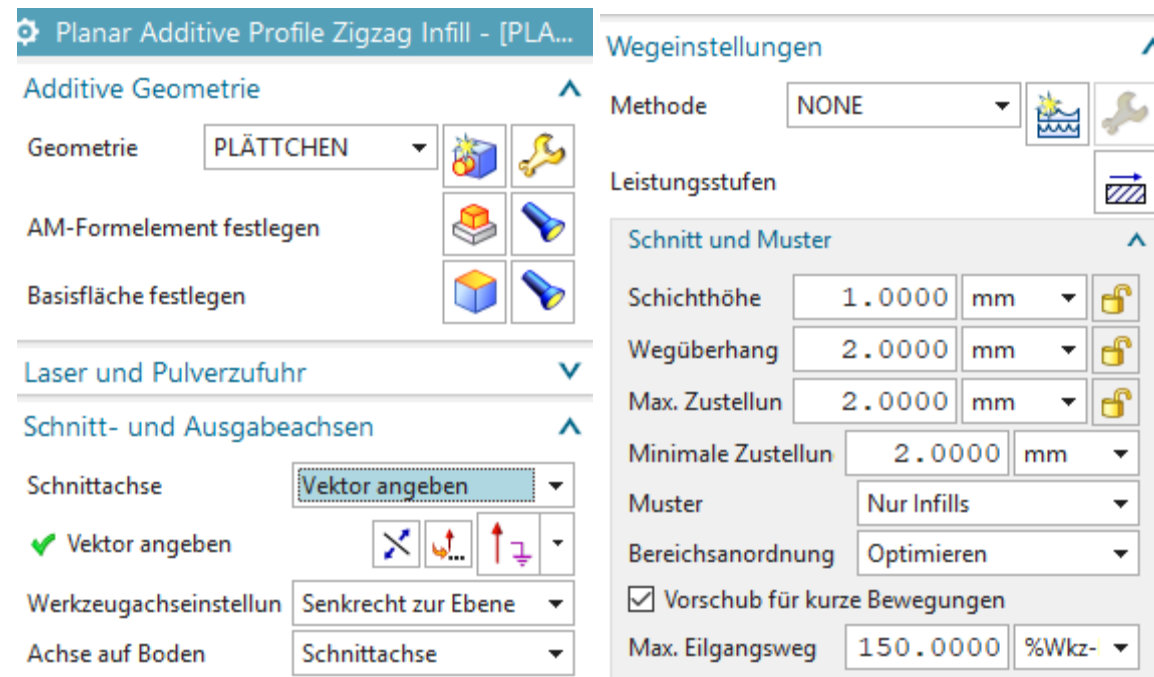 Planar Additive Profile Zigzag Infill - [PLA...
Additive Geometrie
Geometrie PLÄTTCHEN
AM-Formelement festlegen
Basisfläche festlegen
Laser und Pulverzufuhr
Schnitt- und Ausgabeachsen
Schnittachse Vektor angeben
Vektor angeben
Werkzeugachseinstellun Senkrecht zur Ebene
Achse auf Boden Schnittachse
Wegeinstellungen
Methode NONE
Leistungsstufen
Schnitt und Muster
Schichthöhe 1.0000 mm
Wegüberhang 2.0000 mm
Max. Zustellun 2.0000 mm
Minimale Zustellun 2.0000 mm
Muster Nur Infills
Bereichsanordnung Optimieren
Vorschub für kurze Bewegungen
Max. Eilgangsweg 150.0000 %Wkz-